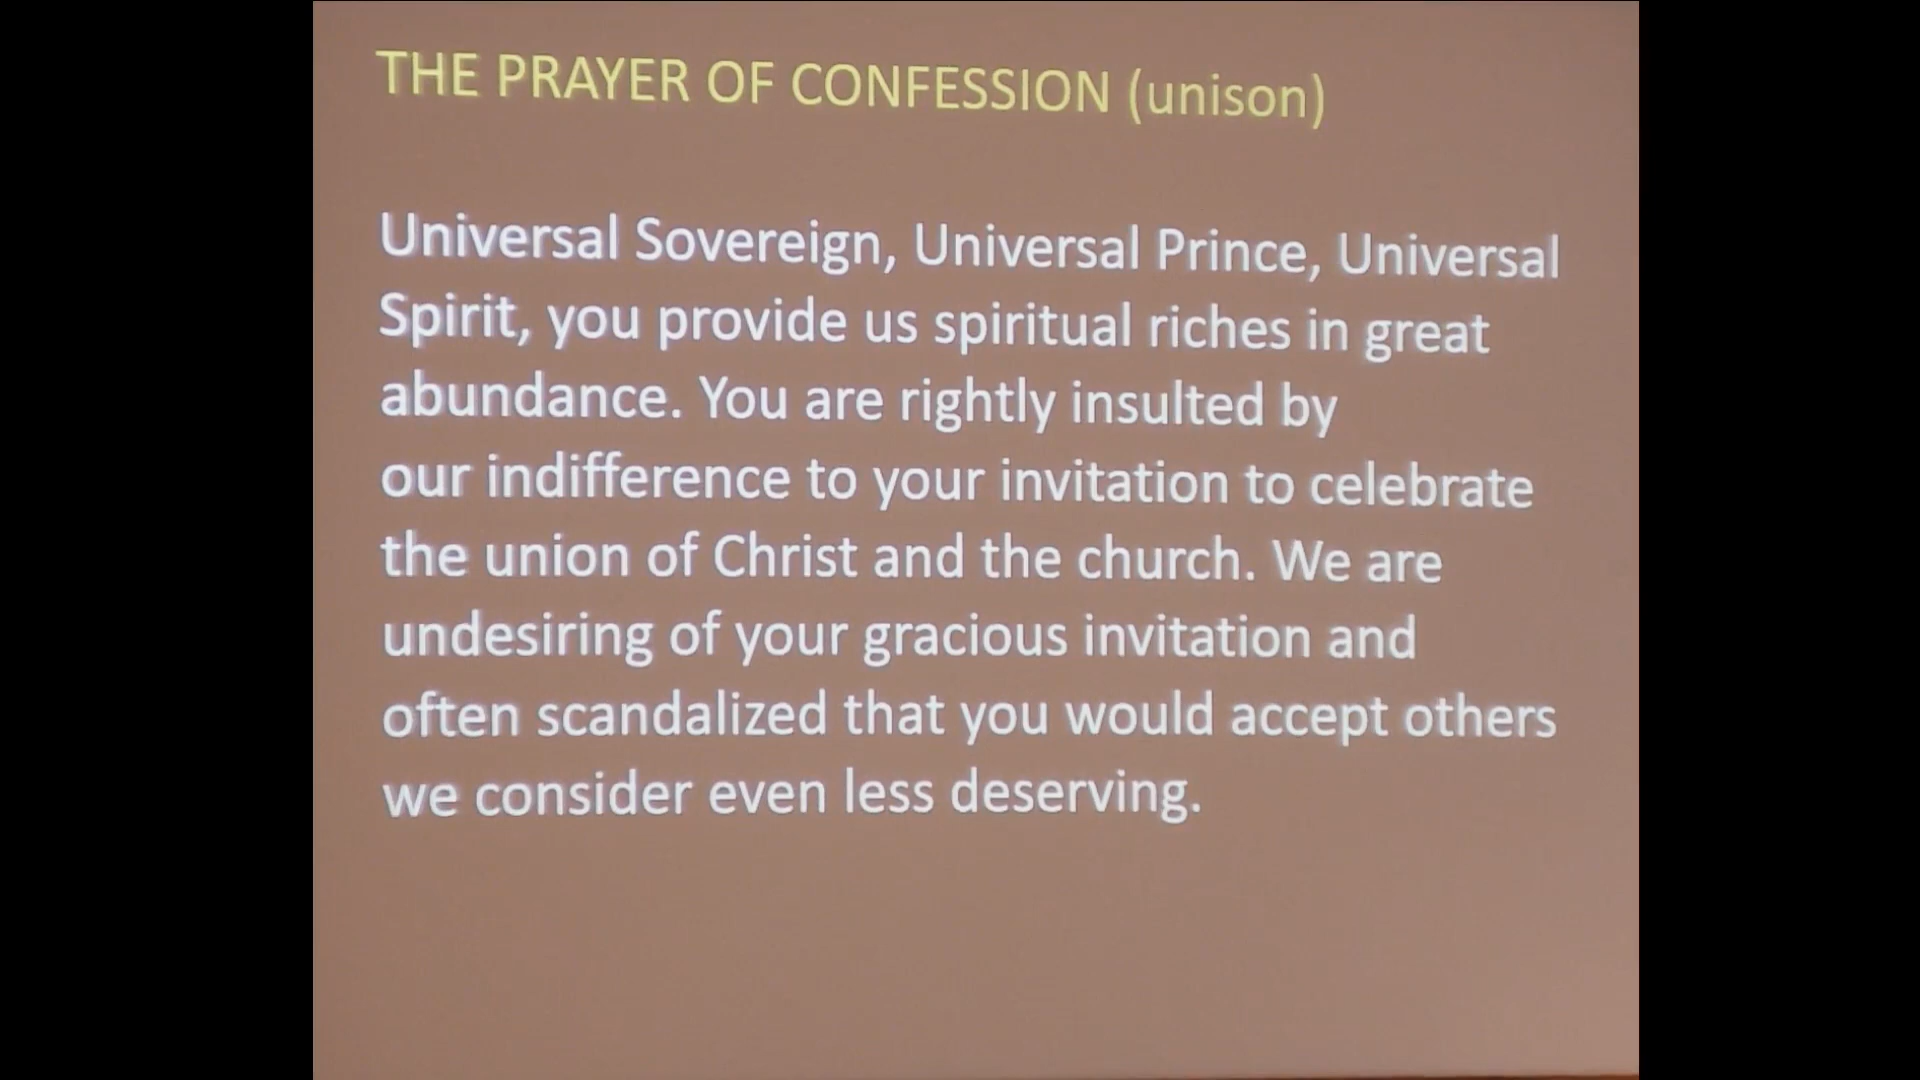 THE PRAYER OF CONFESSION (unison)
Universal Sovereign, Universal Prince, Universal
Spirit, you provide us spiritual riches in great
abundance. You are rightly insulted by
our indifference to your invitation to celebrate
the union of Christ and the church. We are
undesiring of your gracious invitation and
often scandalized that you would accept others
we consider even less deserving.